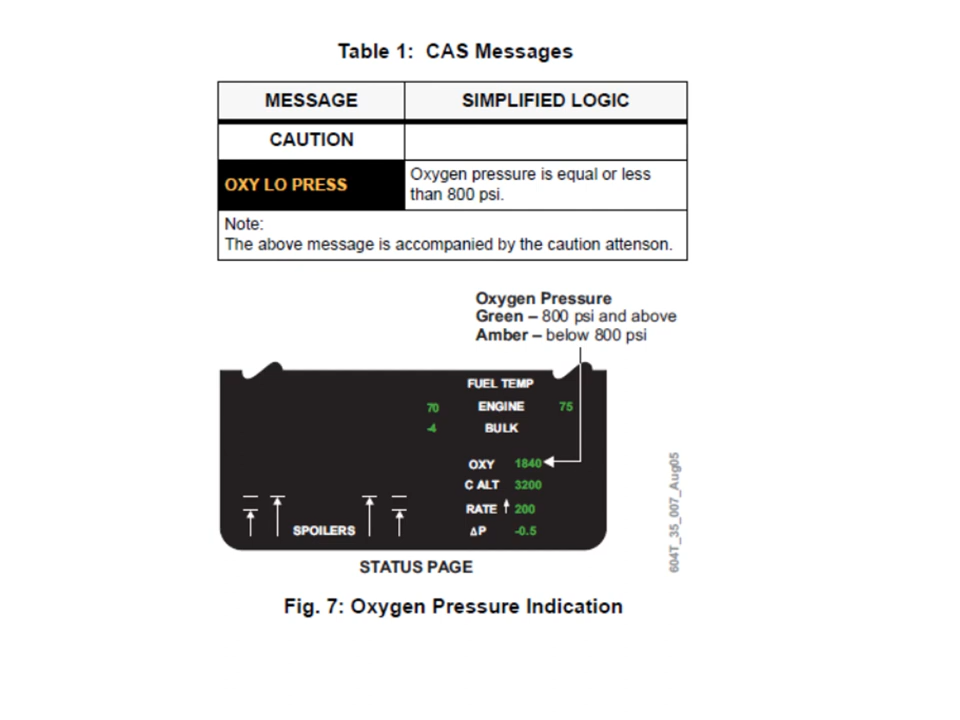 Table 1: CAS Messages
MESSAGE SIMPLIFIED LOGIC
CAUTION
OXY LO PRESS
Oxygen pressure is equal or less
than 800 psi.
Note:
The above message is accompanied by the caution attenson.
Oxygen Pressure
Green – 800 psi and above
Amber – below 800 psi
FUEL TEMP
70 ENGINE 75
-4 BULK
OXY 1840
C ALT 3200
RATE 200
SPOILERS
ΔP -0.5
STATUS PAGE
604T_35_007_Aug05
Fig. 7: Oxygen Pressure Indication